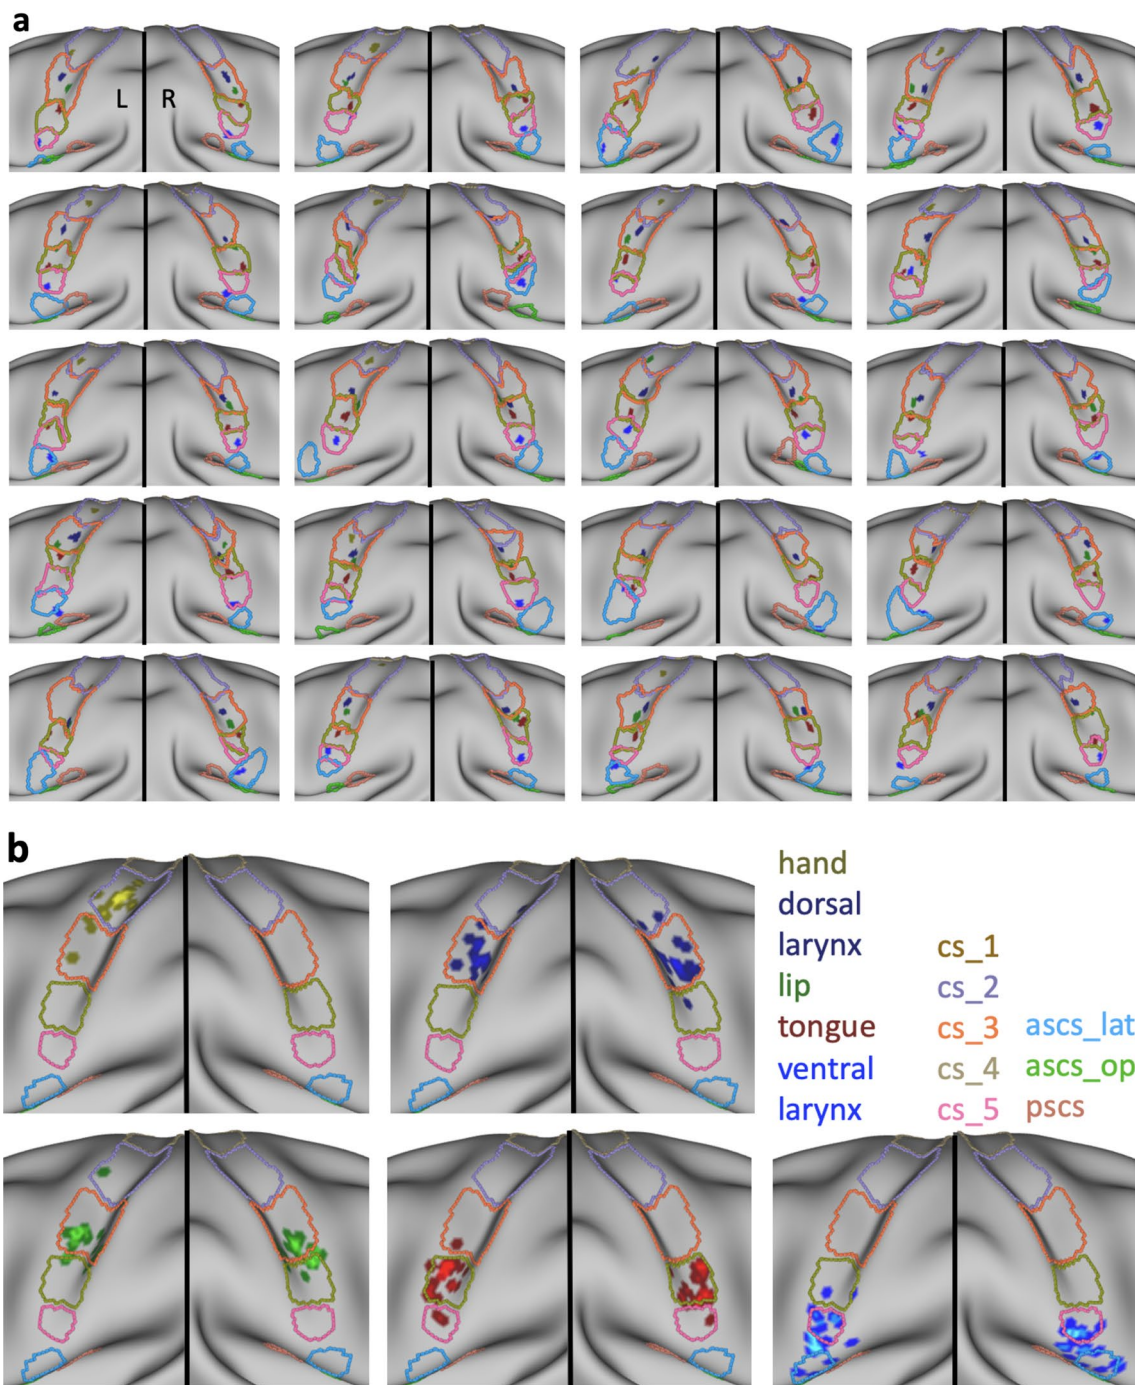 a
L R
b
hand
dorsal
larynx cs_1
lip cs_2
tongue cs_3 ascs_lat
ventral cs_4 ascs_op
larynx cs_5 pscs